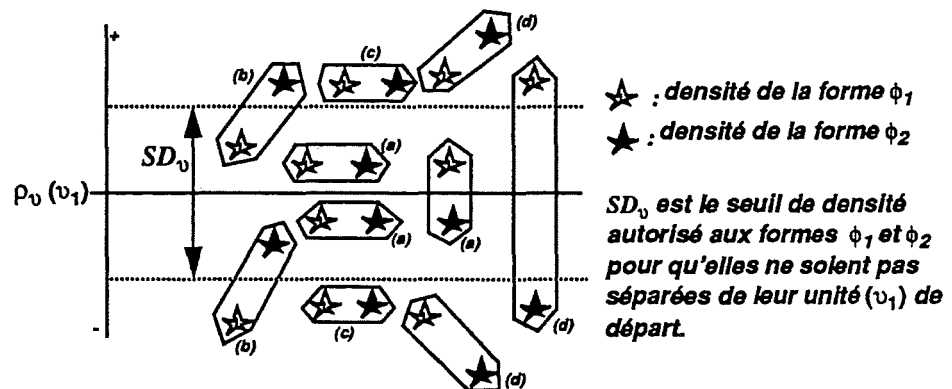 +
(d)
(c)
(b)
☆ : densité de la forme ϕ1
★ : densité de la forme ϕ2
(a)
SDυ
ρυ (υ1)
(a)
(a)
SDυ est le seuil de densité
autorisé aux formes ϕ1 et ϕ2
pour qu'elles ne soient pas
séparées de leur unité (υ1) de
départ.
-
(b)
(c)
(d)
(d)